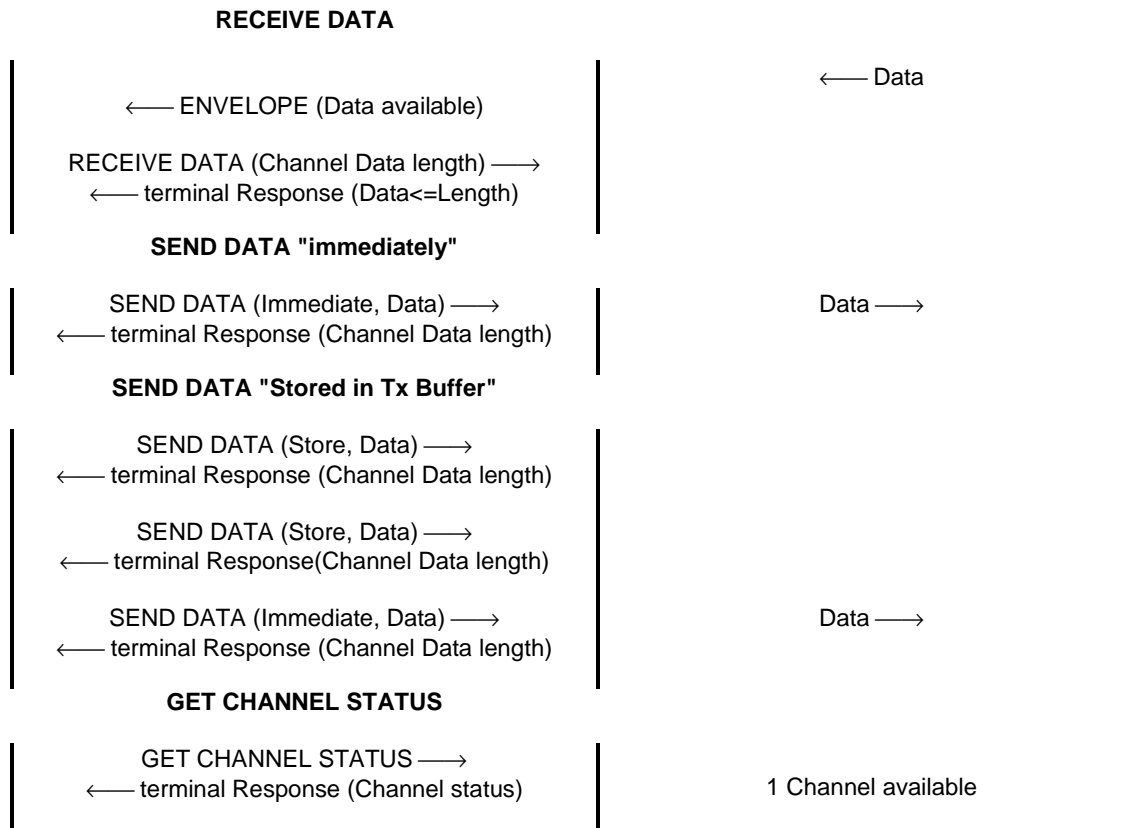 RECEIVE DATA
←── Data
←── ENVELOPE (Data available)
RECEIVE DATA (Channel Data length) ──→
←── terminal Response (Data<=Length)
SEND DATA "immediately"
SEND DATA (Immediate, Data) ──→ Data ──→
←── terminal Response (Channel Data length)
SEND DATA "Stored in Tx Buffer"
SEND DATA (Store, Data) ──→
←── terminal Response (Channel Data length)
SEND DATA (Store, Data) ──→
←── terminal Response(Channel Data length)
SEND DATA (Immediate, Data) ──→ Data ──→
←── terminal Response (Channel Data length)
GET CHANNEL STATUS
GET CHANNEL STATUS ──→
←── terminal Response (Channel status) 1 Channel available